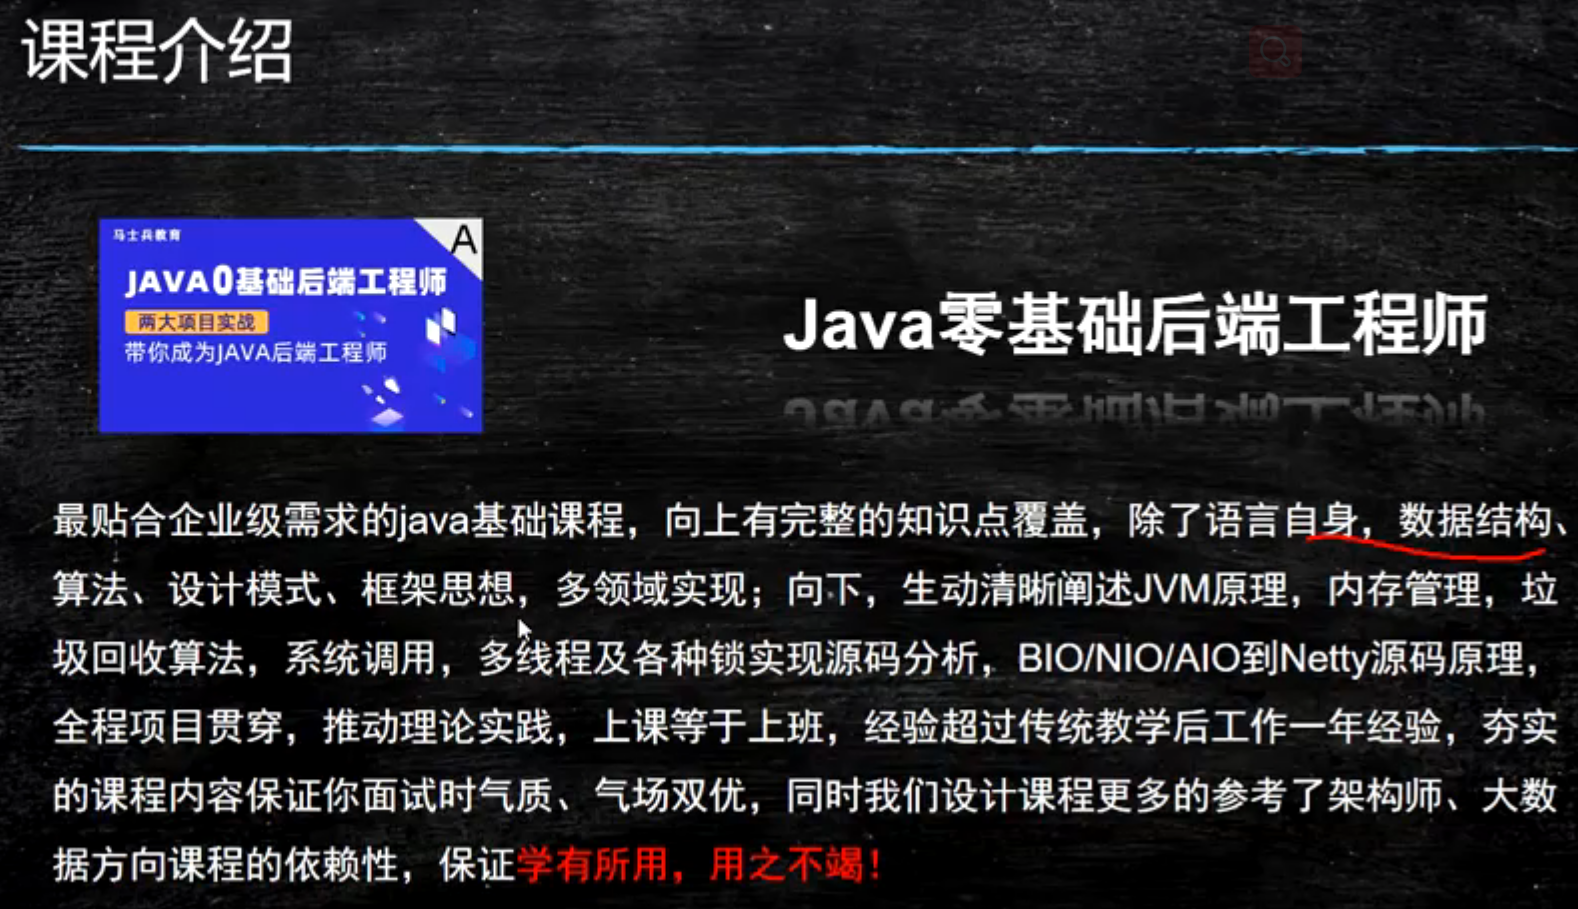 课程介绍
马士兵教育
A
JAVA0基础后端工程师
两大项目实战
带你成为JAVA后端工程师
Java零基础后端工程师
最贴合企业级需求的java基础课程，向上有完整的知识点覆盖，除了语言自身，数据结构、
算法、设计模式、框架思想，多领域实现；向下，生动清晰阐述JVM原理，内存管理，垃
圾回收算法，系统调用，多线程及各种锁实现源码分析，BIO/NIO/AIO到Netty源码原理，
全程项目贯穿，推动理论实践，上课等于上班，经验超过传统教学后工作一年经验，夯实
的课程内容保证你面试时气质、气场双优，同时我们设计课程更多的参考了架构师、大数
据方向课程的依赖性，保证学有所用，用之不竭！